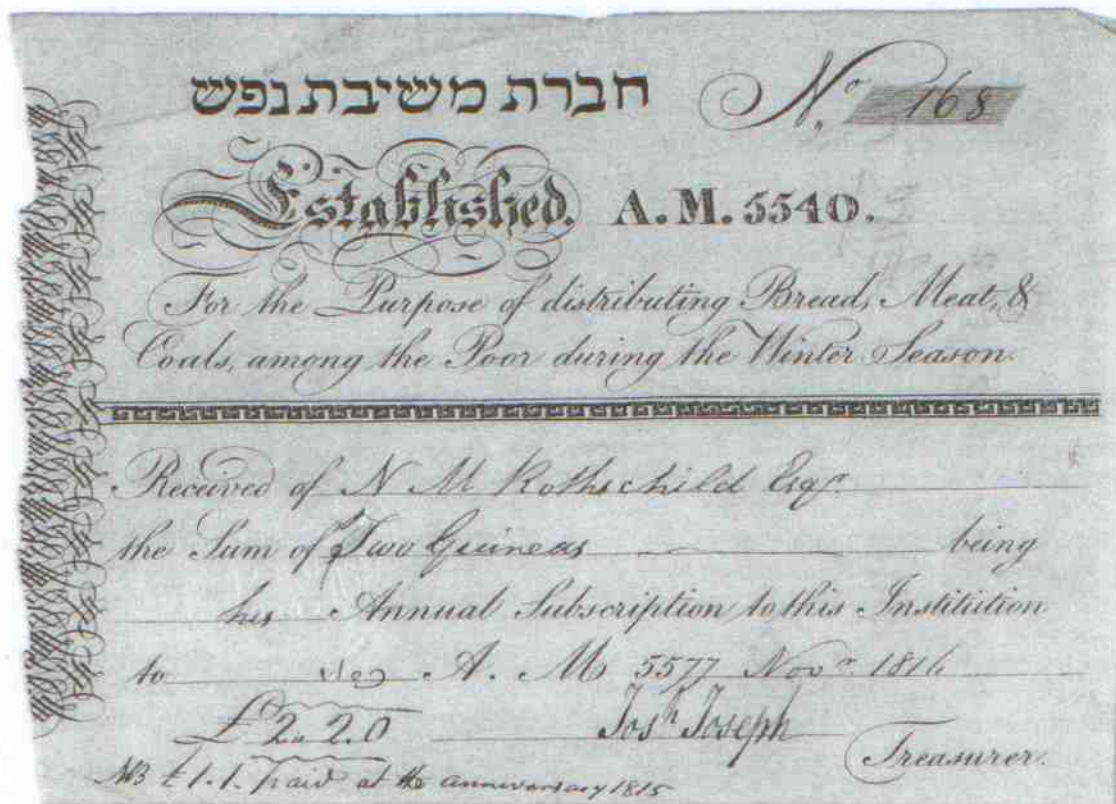 חברת משיבת נפש
No. 168
Established. A.M. 5540.
For the Purpose of distributing Bread, Meat, &
Coals, among the Poor during the Winter Season.
Received of N M Rothschild Esqr.
the Sum of Two Guineas being
his Annual Subscription to this Institution
to A. M. 5577 Novr. 1816
£2.2.0 Josh Joseph
Treasurer.
NB £1.1. paid at the anniversary 1815